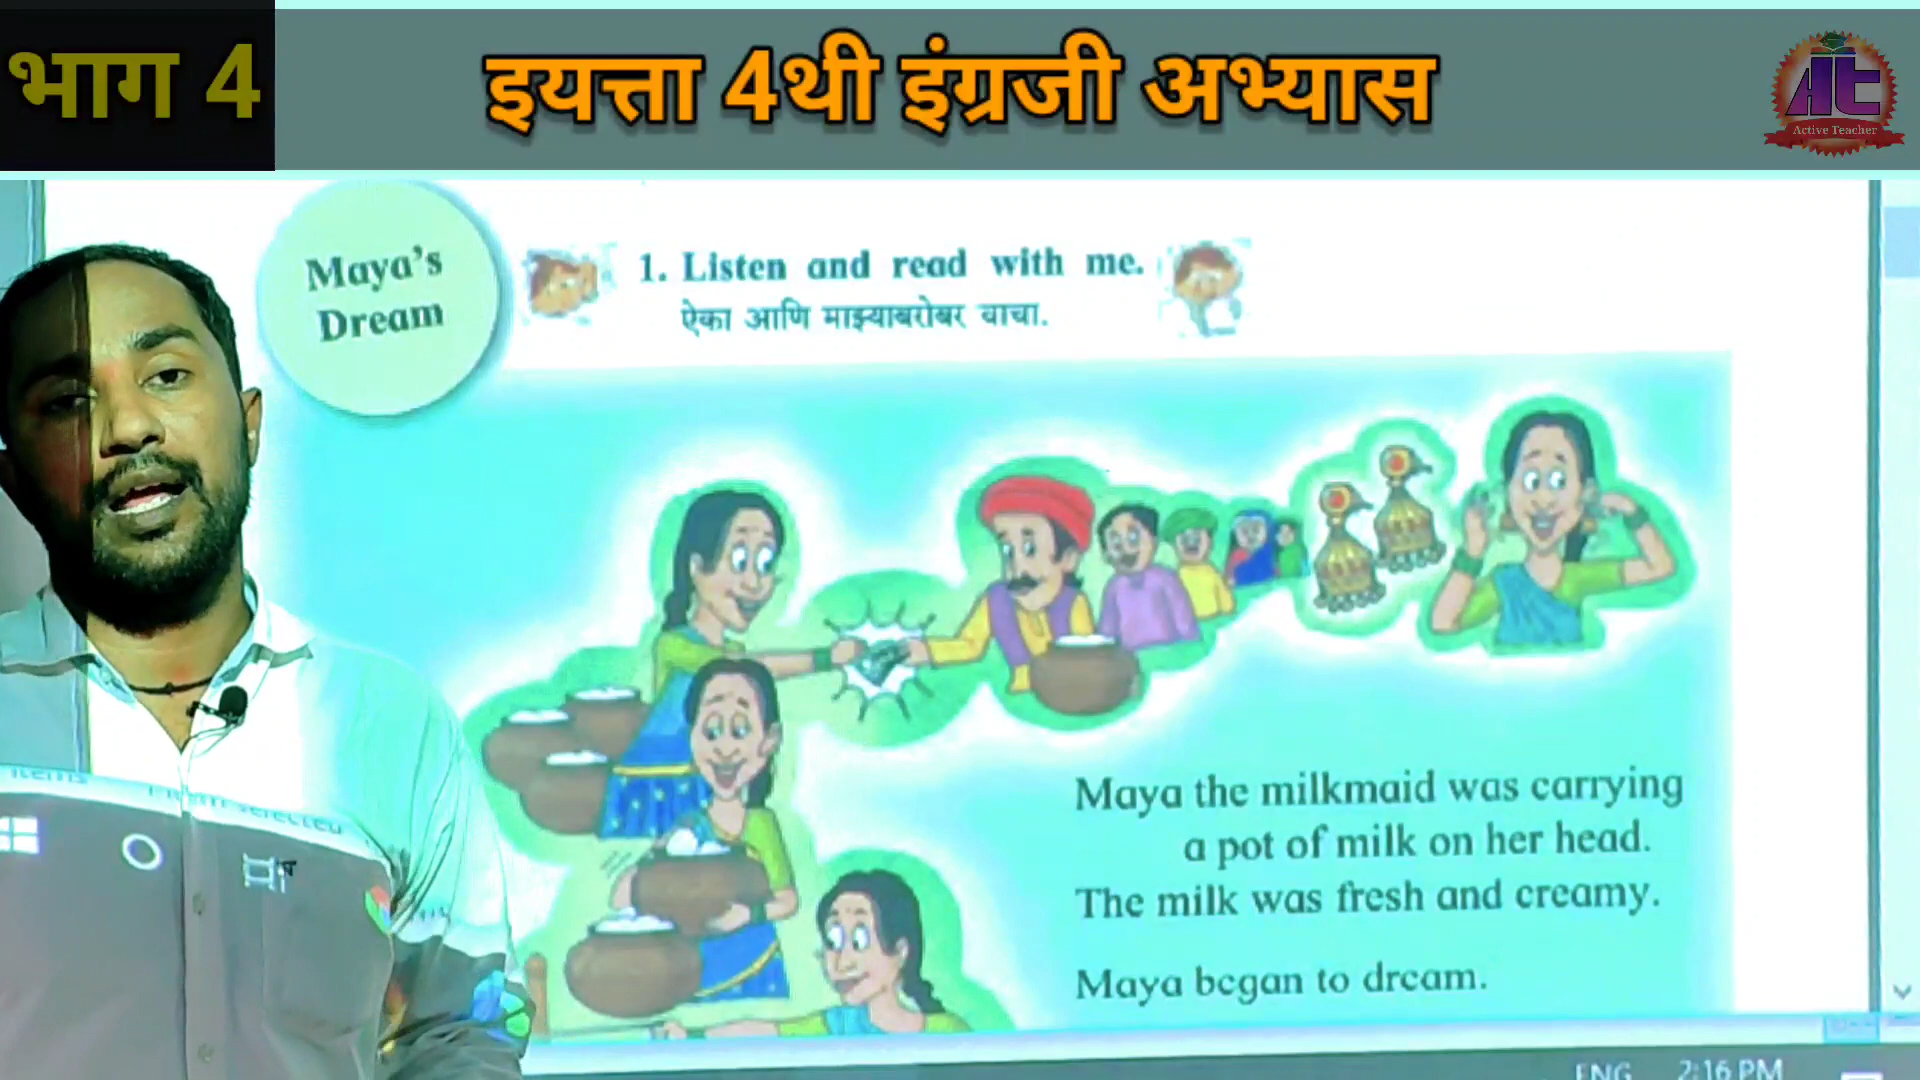 भाग 4
इयत्ता 4थी इंग्रजी अभ्यास
Active Teacher
Maya's
Dream
1. Listen and read with me.
ऐका आणि माझ्याबरोबर वाचा.
Maya the milkmaid was carrying
a pot of milk on her head.
The milk was fresh and creamy.
Maya began to dream.
ENG 2:16 PM